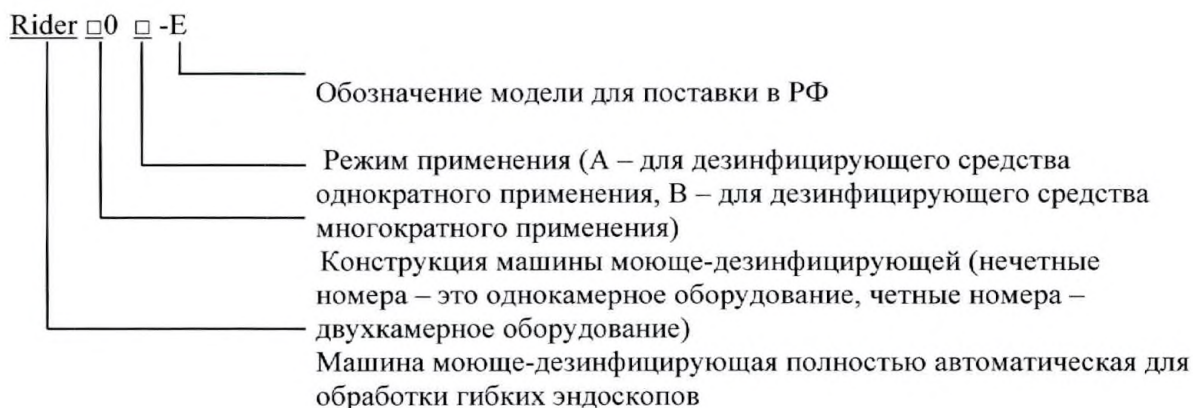 Rider □0 □ -E
Обозначение модели для поставки в РФ
Режим применения (А – для дезинфицирующего средства
однократного применения, В – для дезинфицирующего средства
многократного применения)
Конструкция машины моюще-дезинфицирующей (нечетные
номера – это однокамерное оборудование, четные номера –
двухкамерное оборудование)
Машина моюще-дезинфицирующая полностью автоматическая для
обработки гибких эндоскопов